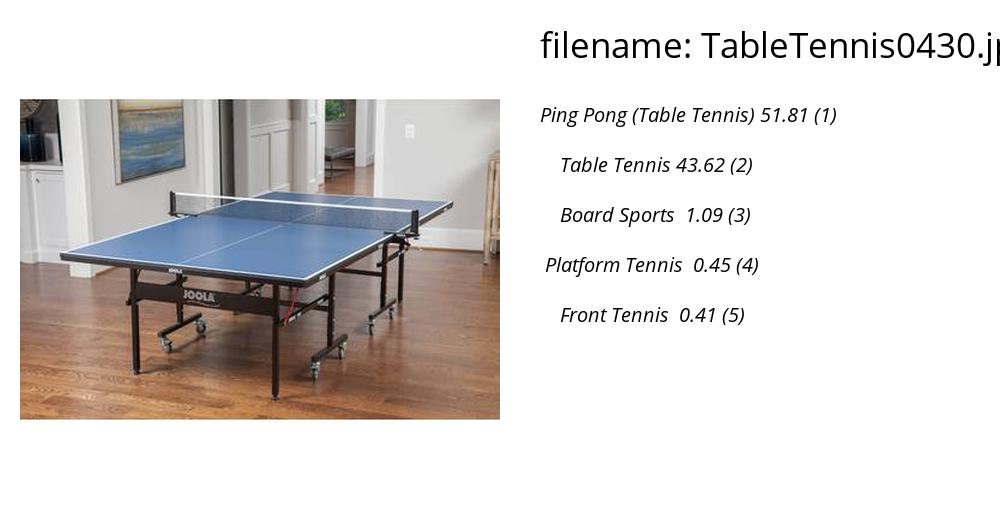 filename: TableTennis0430.jp
Ping Pong (Table Tennis) 51.81 (1)
Table Tennis 43.62 (2)
Board Sports 1.09 (3)
Platform Tennis 0.45 (4)
Front Tennis 0.41 (5)
JOOLA
JOOLA